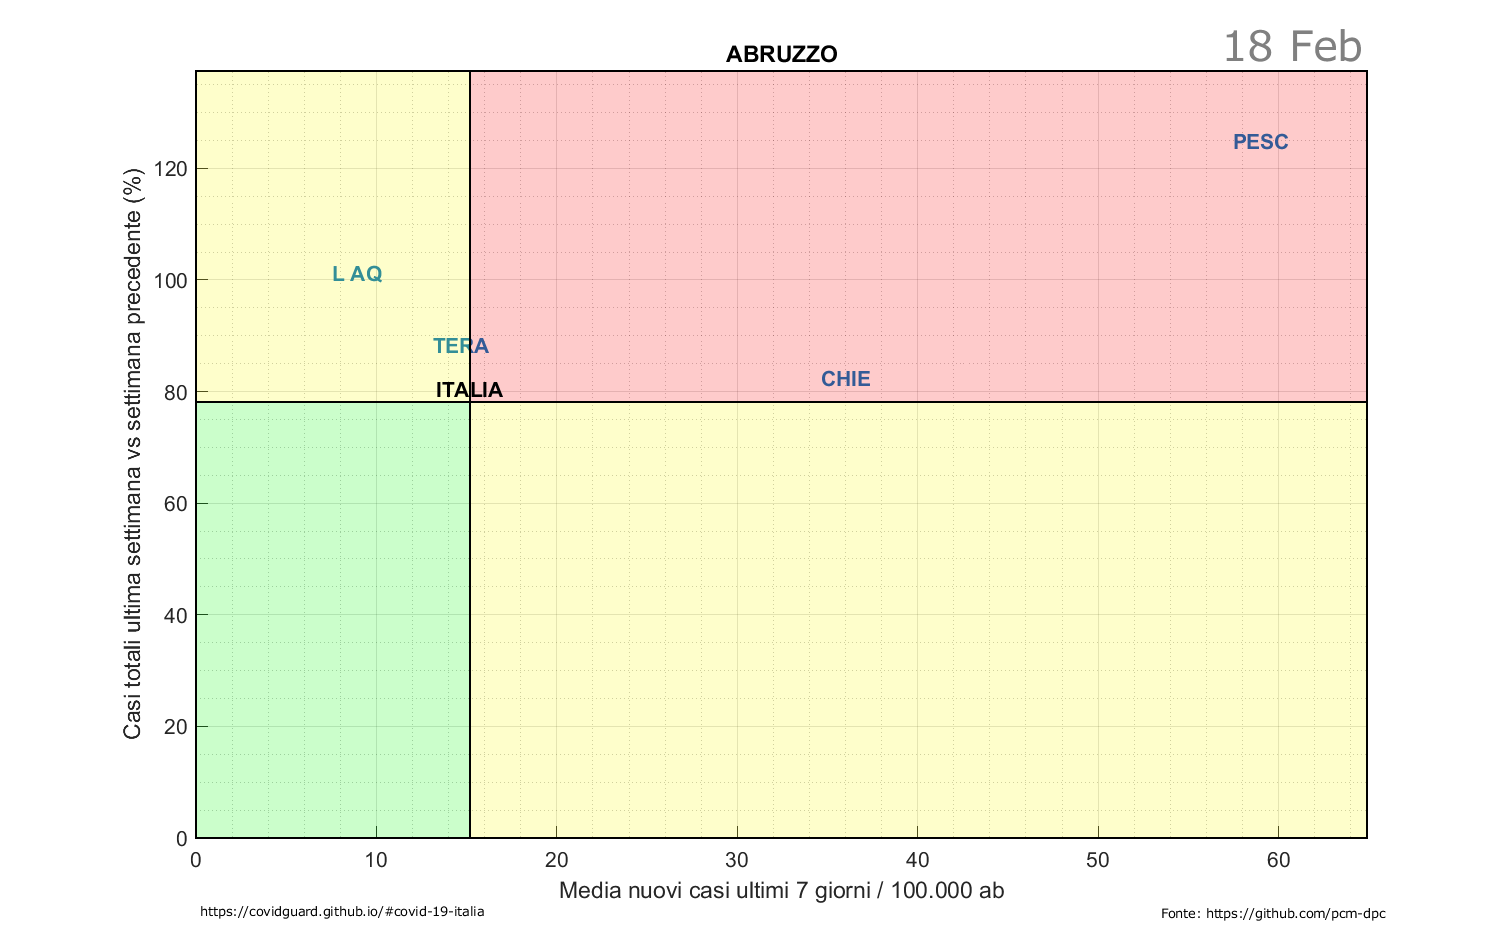 ABRUZZO
18 Feb
Casi totali ultima settimana vs settimana precedente (%)
120
100
80
60
40
20
0
PESC
L AQ
TERA
CHIE
ITALIA
0 10 20 30 40 50 60
Media nuovi casi ultimi 7 giorni / 100.000 ab
https://covidguard.github.io/#covid-19-italia
Fonte: https://github.com/pcm-dpc